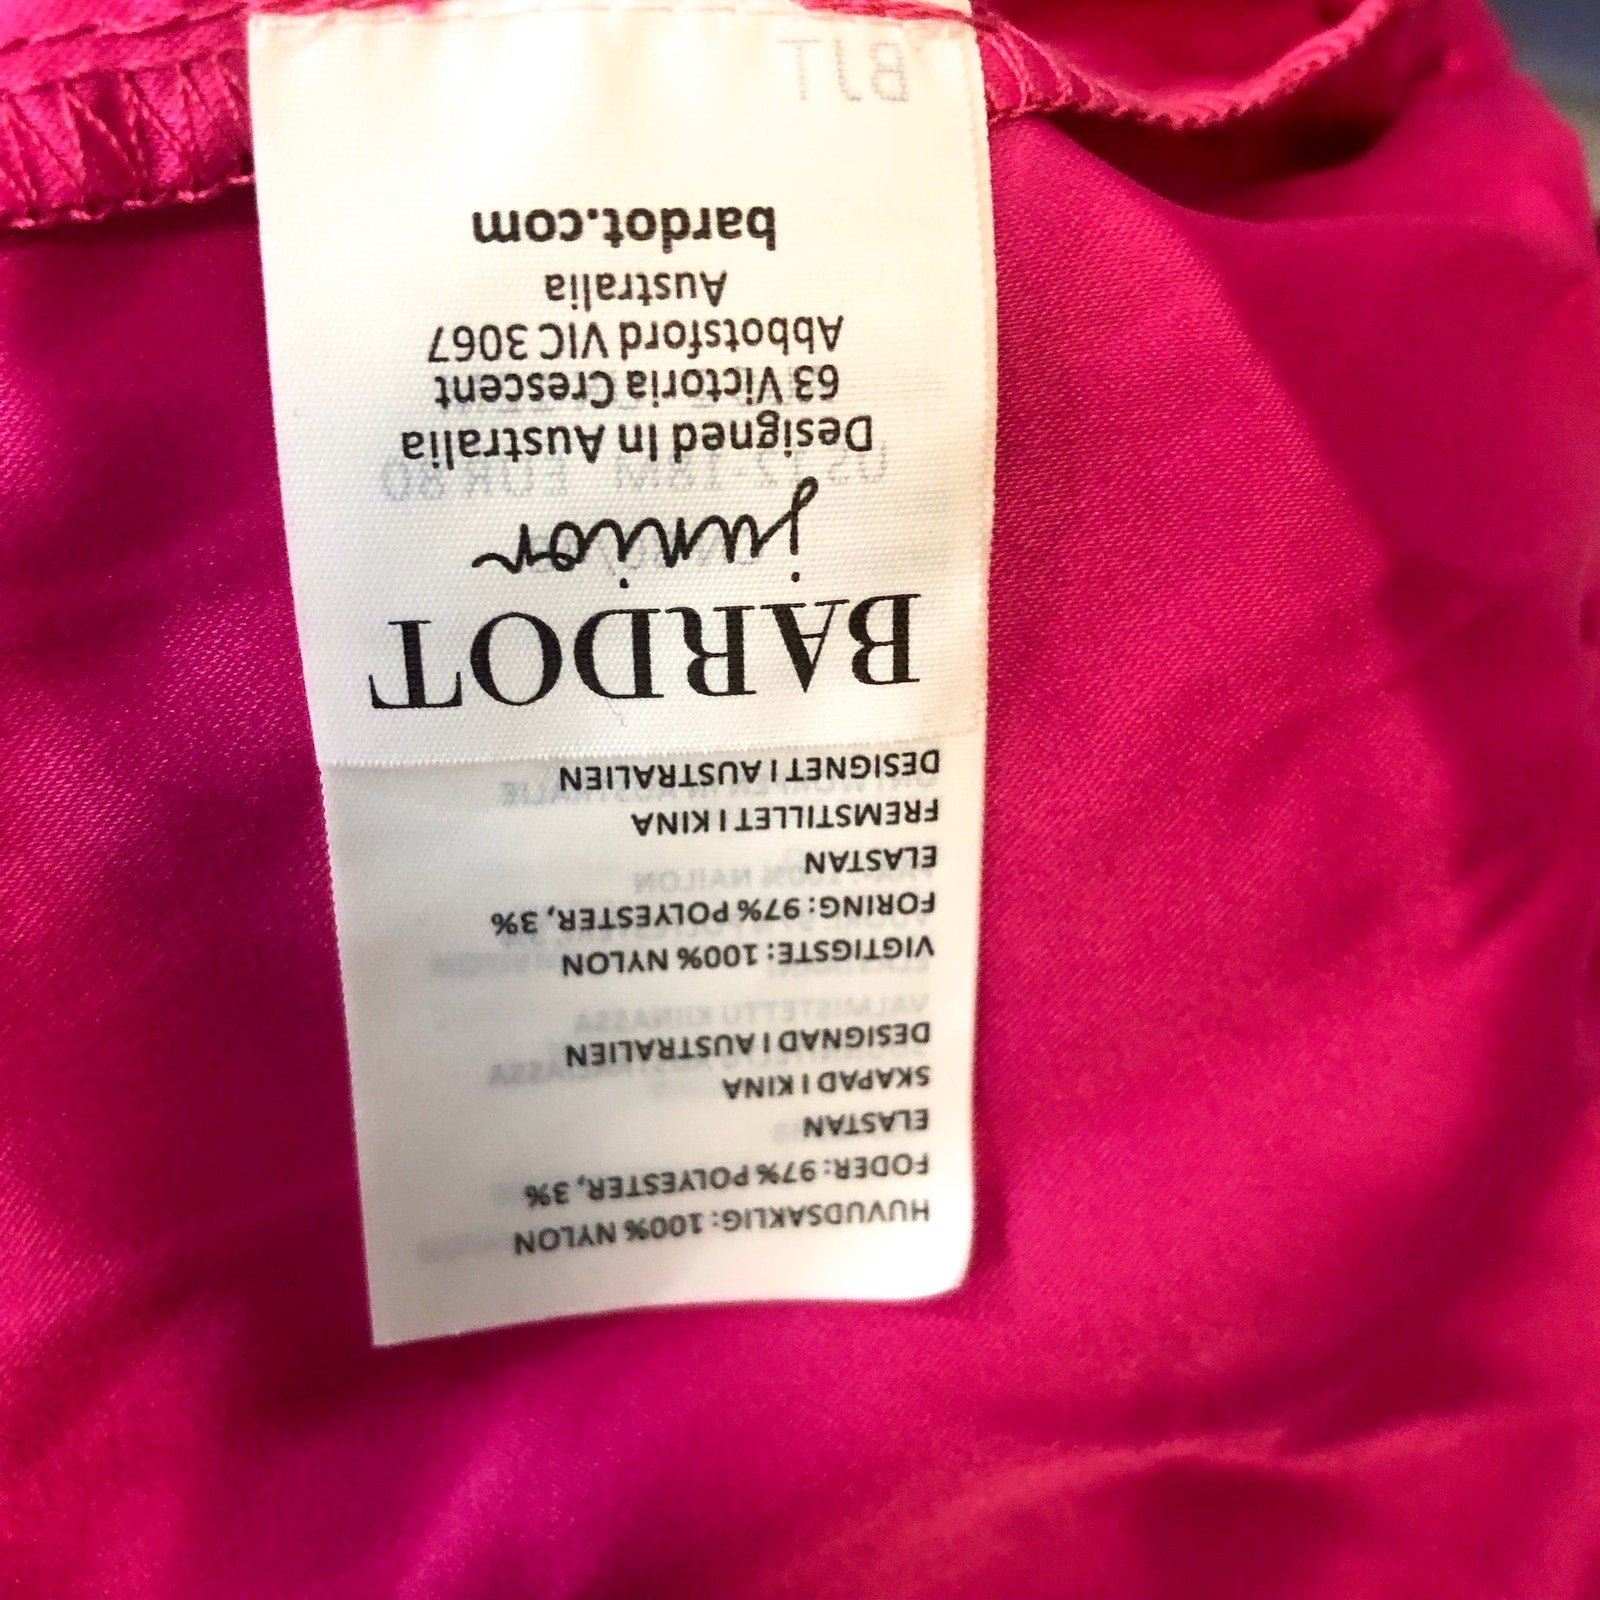 HUVUDSAKLIG: 100% NYLON
FODER: 97% POLYESTER, 3%
ELASTAN
SKAPAD I KINA
DESIGNAD I AUSTRALIEN
VIGTIGSTE: 100% NYLON
FORING: 97% POLYESTER, 3%
ELASTAN
FREMSTILLET I KINA
DESIGNET I AUSTRALIEN
BARDOT
junior
Designed In Australia
63 Victoria Crescent
Abbotsford VIC 3067
Australia
bardot.com
BJT